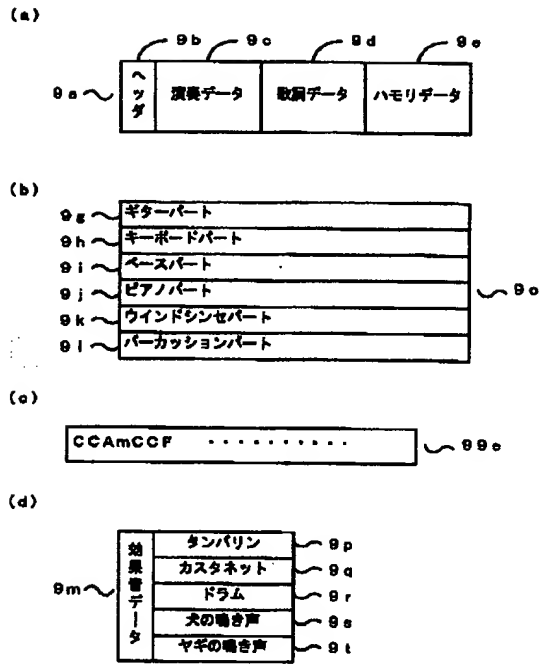 (a)
9b 9c 9d 9e
9a ヘッダ 演奏データ 歌詞データ ハモリデータ
(b)
9g ギターパート
9h キーボードパート
9i ベースパート
9j ピアノパート
9c
9k ウインドシンセパート
9l パーカッションパート
(c)
CCAmCCF ・・・・・・・・・・ 99c
(d)
9m 効果音データ
タンバリン 9p
カスタネット 9q
ドラム 9r
犬の鳴き声 9s
ヤギの鳴き声 9t